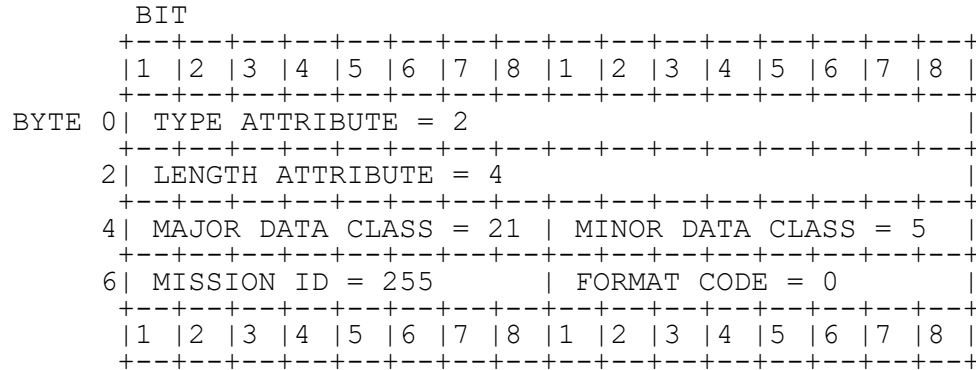 BIT
+--+--+--+--+--+--+--+--+--+--+--+--+--+--+--+--+
|1 |2 |3 |4 |5 |6 |7 |8 |1 |2 |3 |4 |5 |6 |7 |8 |
+--+--+--+--+--+--+--+--+--+--+--+--+--+--+--+--+
BYTE 0| TYPE ATTRIBUTE = 2 |
+--+--+--+--+--+--+--+--+--+--+--+--+--+--+--+--+
2| LENGTH ATTRIBUTE = 4 |
+--+--+--+--+--+--+--+--+--+--+--+--+--+--+--+--+
4| MAJOR DATA CLASS = 21 | MINOR DATA CLASS = 5 |
+--+--+--+--+--+--+--+--+--+--+--+--+--+--+--+--+
6| MISSION ID = 255 | FORMAT CODE = 0 |
+--+--+--+--+--+--+--+--+--+--+--+--+--+--+--+--+
|1 |2 |3 |4 |5 |6 |7 |8 |1 |2 |3 |4 |5 |6 |7 |8 |
+--+--+--+--+--+--+--+--+--+--+--+--+--+--+--+--+